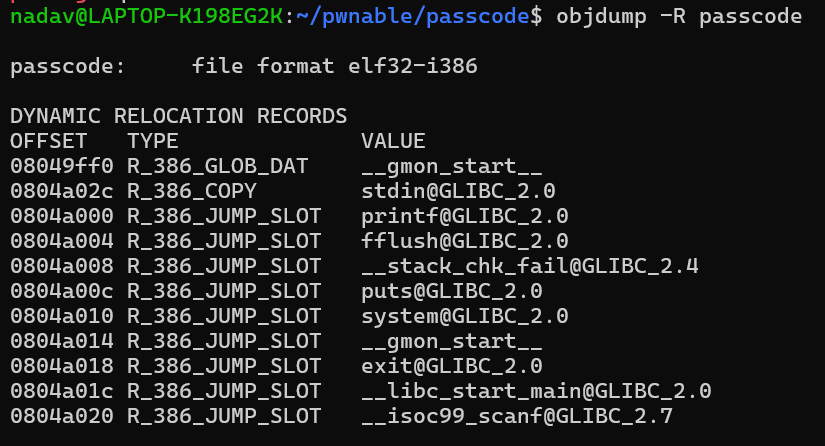 nadav@LAPTOP-K198EG2K:~/pwnable/passcode$ objdump -R passcode
passcode:     file format elf32-i386
DYNAMIC RELOCATION RECORDS
OFFSET   TYPE              VALUE
08049ff0 R_386_GLOB_DAT    __gmon_start__
0804a02c R_386_COPY        stdin@GLIBC_2.0
0804a000 R_386_JUMP_SLOT   printf@GLIBC_2.0
0804a004 R_386_JUMP_SLOT   fflush@GLIBC_2.0
0804a008 R_386_JUMP_SLOT   __stack_chk_fail@GLIBC_2.4
0804a00c R_386_JUMP_SLOT   puts@GLIBC_2.0
0804a010 R_386_JUMP_SLOT   system@GLIBC_2.0
0804a014 R_386_JUMP_SLOT   __gmon_start__
0804a018 R_386_JUMP_SLOT   exit@GLIBC_2.0
0804a01c R_386_JUMP_SLOT   __libc_start_main@GLIBC_2.0
0804a020 R_386_JUMP_SLOT   __isoc99_scanf@GLIBC_2.7